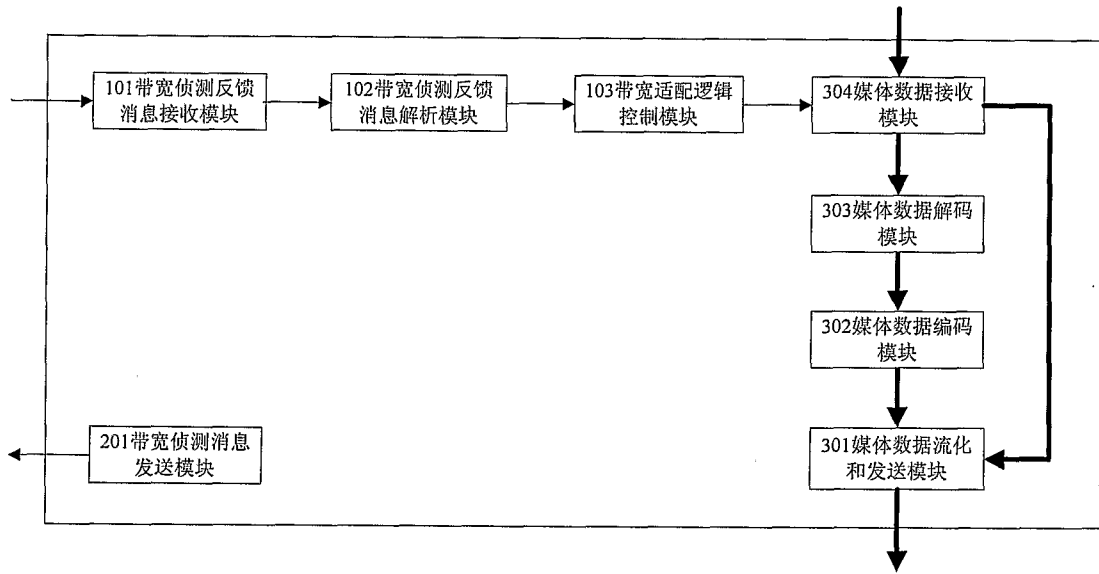 101带宽侦测反馈
消息接收模块
102带宽侦测反馈
消息解析模块
103带宽适配逻辑
控制模块
304媒体数据接收
模块
303媒体数据解码
模块
302媒体数据编码
模块
201带宽侦测消息
发送模块
301媒体数据流化
和发送模块